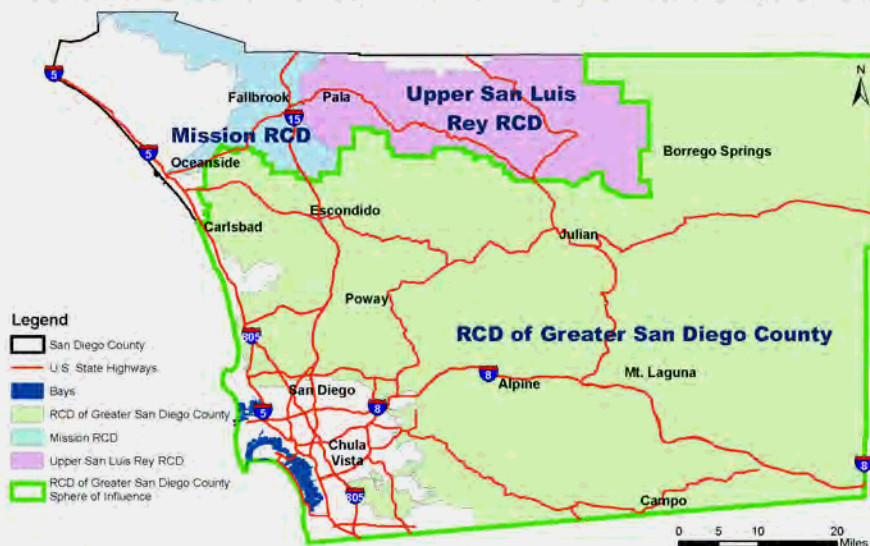 5
Fallbrook
Pala
Upper San Luis
Rey RCD
N
15
Mission RCD
5
Oceanside
Borrego Springs
Escondido
Carlsbad
Julian
Poway
Legend
San Diego County
805
RCD of Greater San Diego County
U.S. State Highways
8
Mt. Laguna
Alpine
Bays
San Diego
RCD of Greater San Diego County
5
8
Mission RCD
Chula
Vista
Upper San Luis Rey RCD
8
RCD of Greater San Diego County
Sphere of Influence
805
Campo
0 5 10 20
Miles